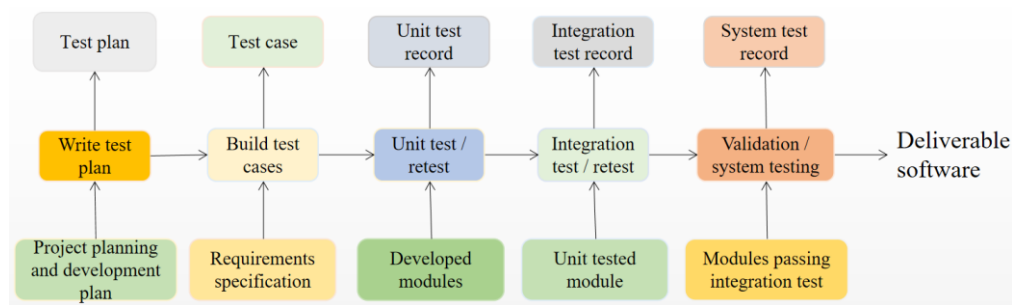 Test plan
Test case
Unit test
record
Integration
test record
System test
record
Write test
plan
Build test
cases
Unit test /
retest
Integration
test / retest
Validation /
system testing
Deliverable
software
Project planning
and development
plan
Requirements
specification
Developed
modules
Unit tested
module
Modules passing
integration test